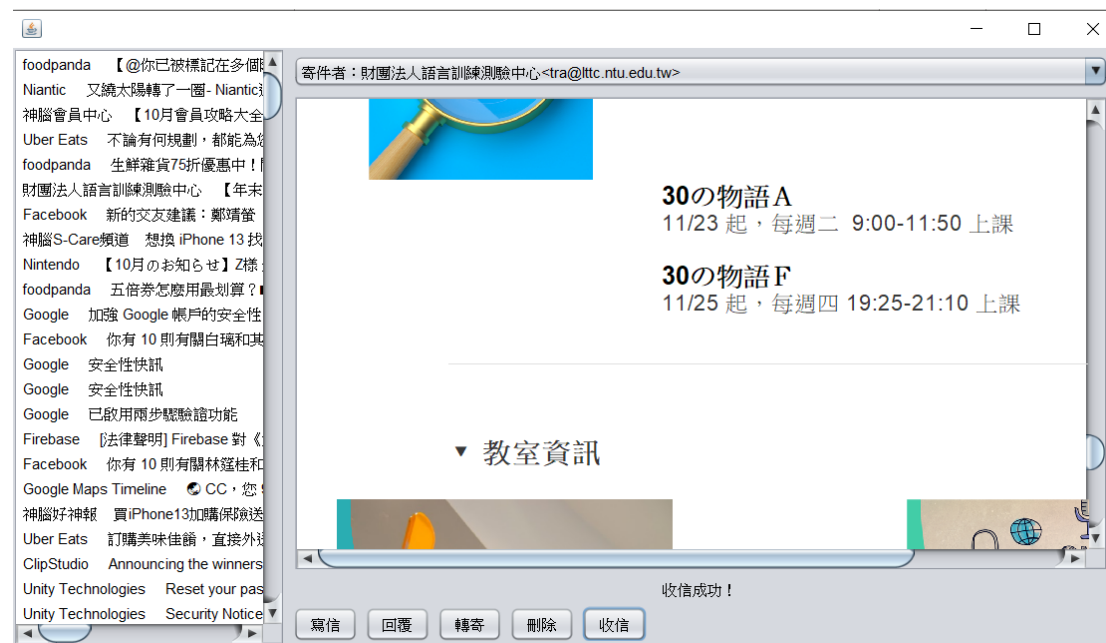 foodpanda 【@你已被標記在多個
Niantic 又繞太陽轉了一圈- Niantic
神腦會員中心 【10月會員攻略大全
Uber Eats 不論有何規劃，都能為您
foodpanda 生鮮雜貨75折優惠中！
財團法人語言訓練測驗中心 【年末
Facebook 新的交友建議：鄭靖螢
神腦S-Care頻道 想換 iPhone 13 找
Nintendo 【10月のお知らせ】Z様
foodpanda 五倍券怎麼用最划算？
Google 加強 Google 帳戶的安全性
Facebook 你有 10 則有關白璃和其
Google 安全性快訊
Google 安全性快訊
Google 已啟用兩步驟驗證功能
Firebase [法律聲明] Firebase 對《
Facebook 你有 10 則有關林筳桂和
Google Maps Timeline 🌏 CC，您
神腦好神報 買iPhone13加購保險送
Uber Eats 訂購美味佳餚，直接外送
ClipStudio Announcing the winners
Unity Technologies Reset your pas
Unity Technologies Security Notice
寄件者：財團法人語言訓練測驗中心<tra@lttc.ntu.edu.tw>
30の物語A
11/23 起，每週二 9:00-11:50 上課
30の物語F
11/25 起，每週四 19:25-21:10 上課
▼ 教室資訊
收信成功！
寫信 回覆 轉寄 刪除 收信